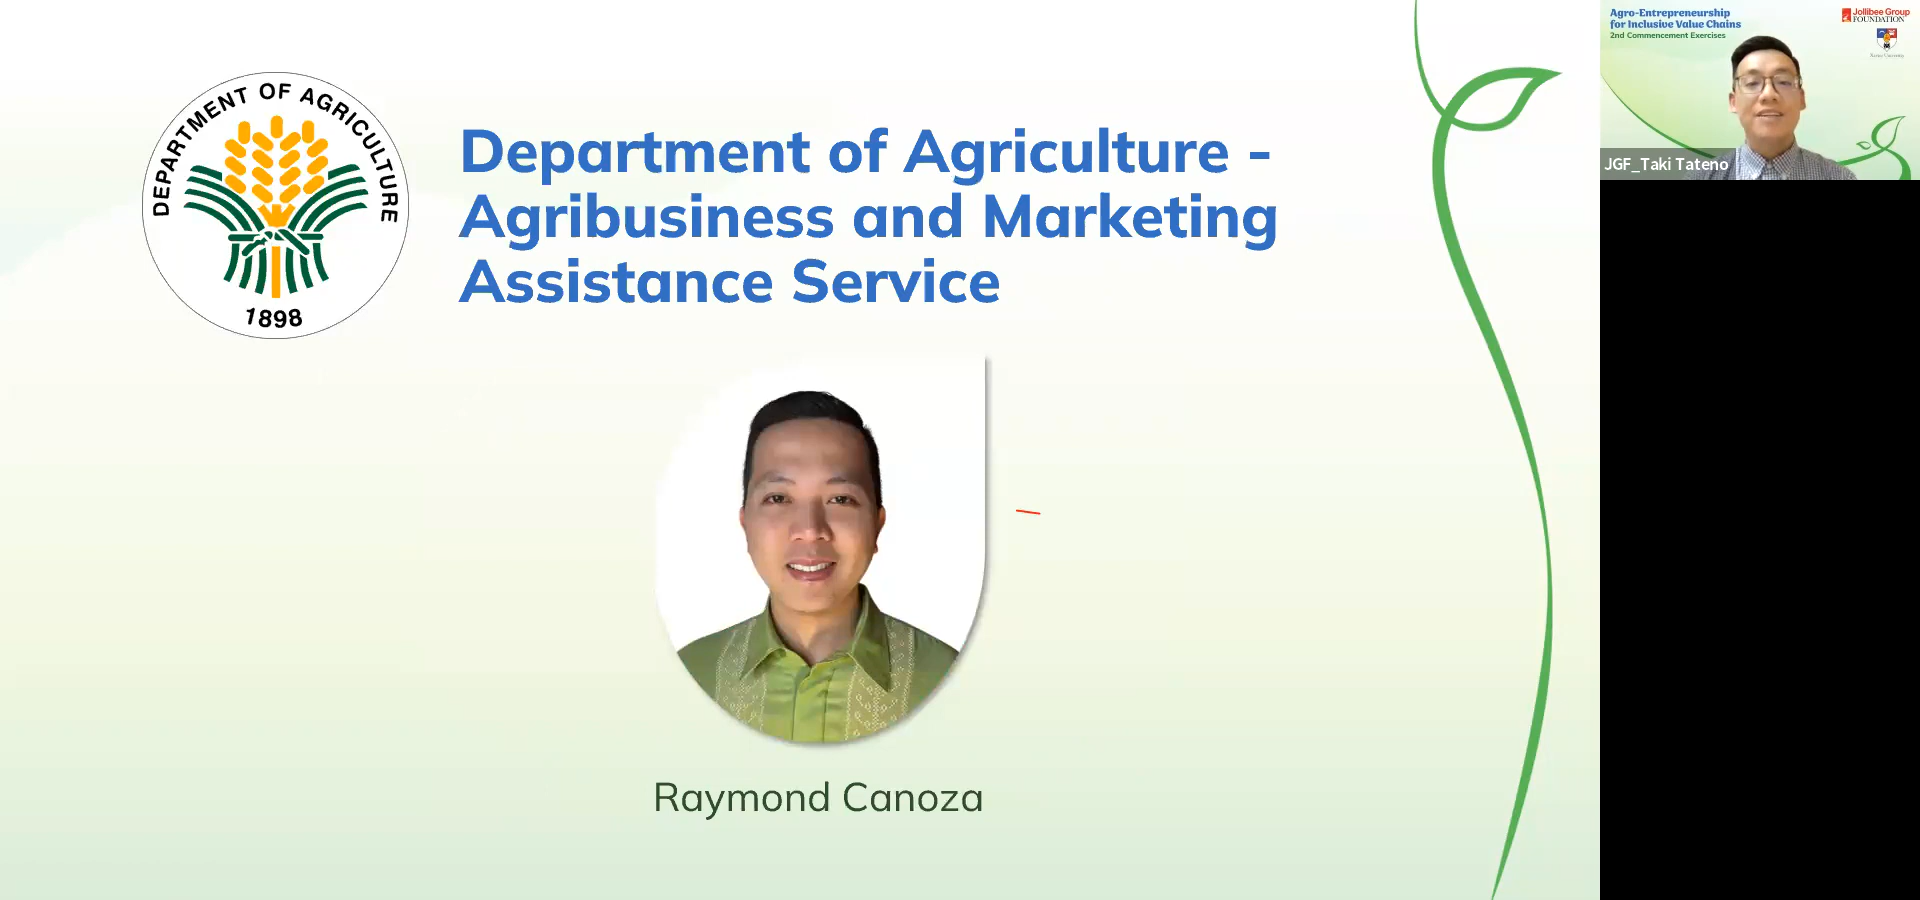 DEPARTMENT OF AGRICULTURE
1898
Department of Agriculture -
Agribusiness and Marketing
Assistance Service
Raymond Canoza
Agro-Entrepreneurship
for Inclusive Value Chains
2nd Commencement Exercises
Jollibee Group
FOUNDATION
JGF_Taki Tateno